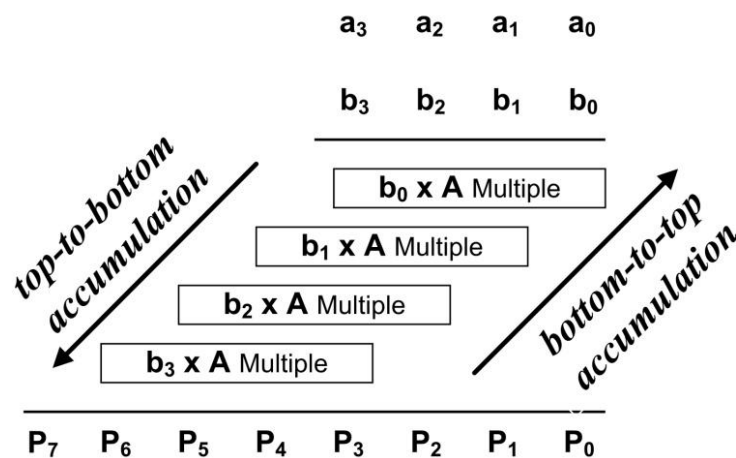 a₃ a₂ a₁ a₀
b₃ b₂ b₁ b₀
top-to-bottom
accumulation
b₀ x A Multiple
b₁ x A Multiple
b₂ x A Multiple
b₃ x A Multiple
bottom-to-top
accumulation
P₇ P₆ P₅ P₄ P₃ P₂ P₁ P₀